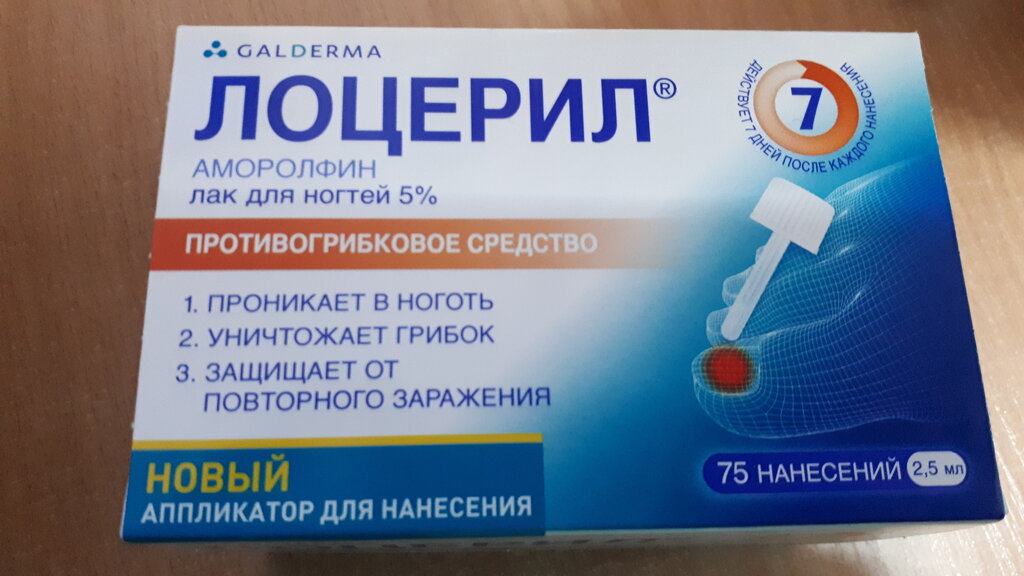 GALDERMA
ЛОЦЕРИЛ®
АМОРОЛФИН
лак для ногтей 5%
ПРОТИВОГРИБКОВОЕ СРЕДСТВО
1. ПРОНИКАЕТ В НОГОТЬ
2. УНИЧТОЖАЕТ ГРИБОК
3. ЗАЩИЩАЕТ ОТ
ПОВТОРНОГО ЗАРАЖЕНИЯ
НОВЫЙ
АППЛИКАТОР ДЛЯ НАНЕСЕНИЯ
7
ДЕЙСТВУЕТ 7 ДНЕЙ ПОСЛЕ КАЖДОГО НАНЕСЕНИЯ
75 НАНЕСЕНИЙ 2,5 мл